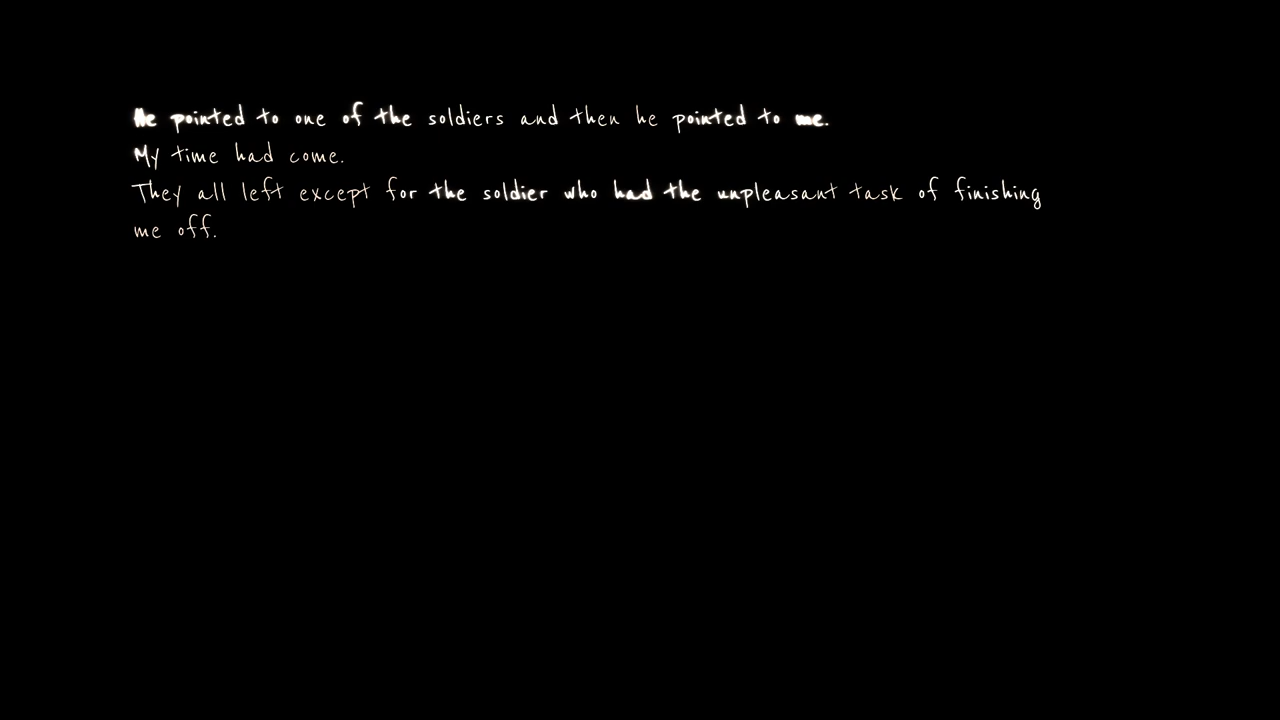 He pointed to one of the soldiers and then he pointed to me.
My time had come.
They all left except for the soldier who had the unpleasant task of finishing
me off.